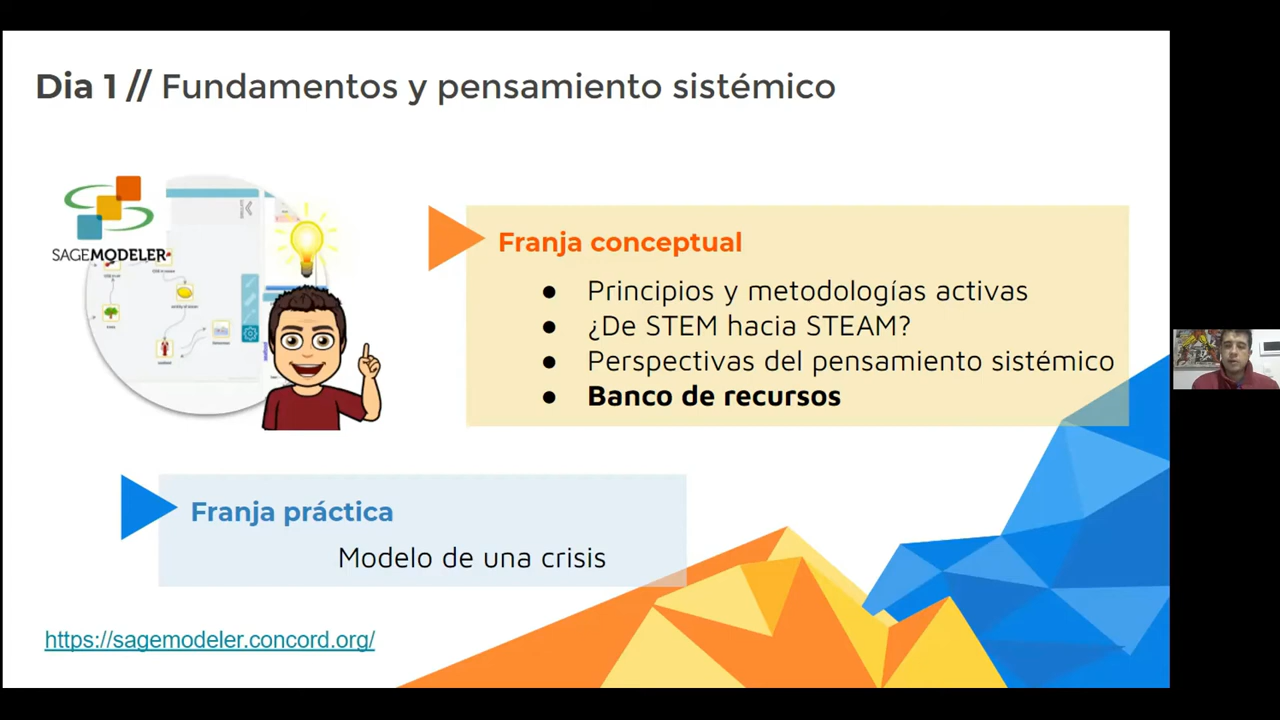 Dia 1 // Fundamentos y pensamiento sistémico
SAGEMODELER
Franja conceptual
● Principios y metodologías activas
● ¿De STEM hacia STEAM?
● Perspectivas del pensamiento sistémico
● Banco de recursos
Franja práctica
Modelo de una crisis
https://sagemodeler.concord.org/